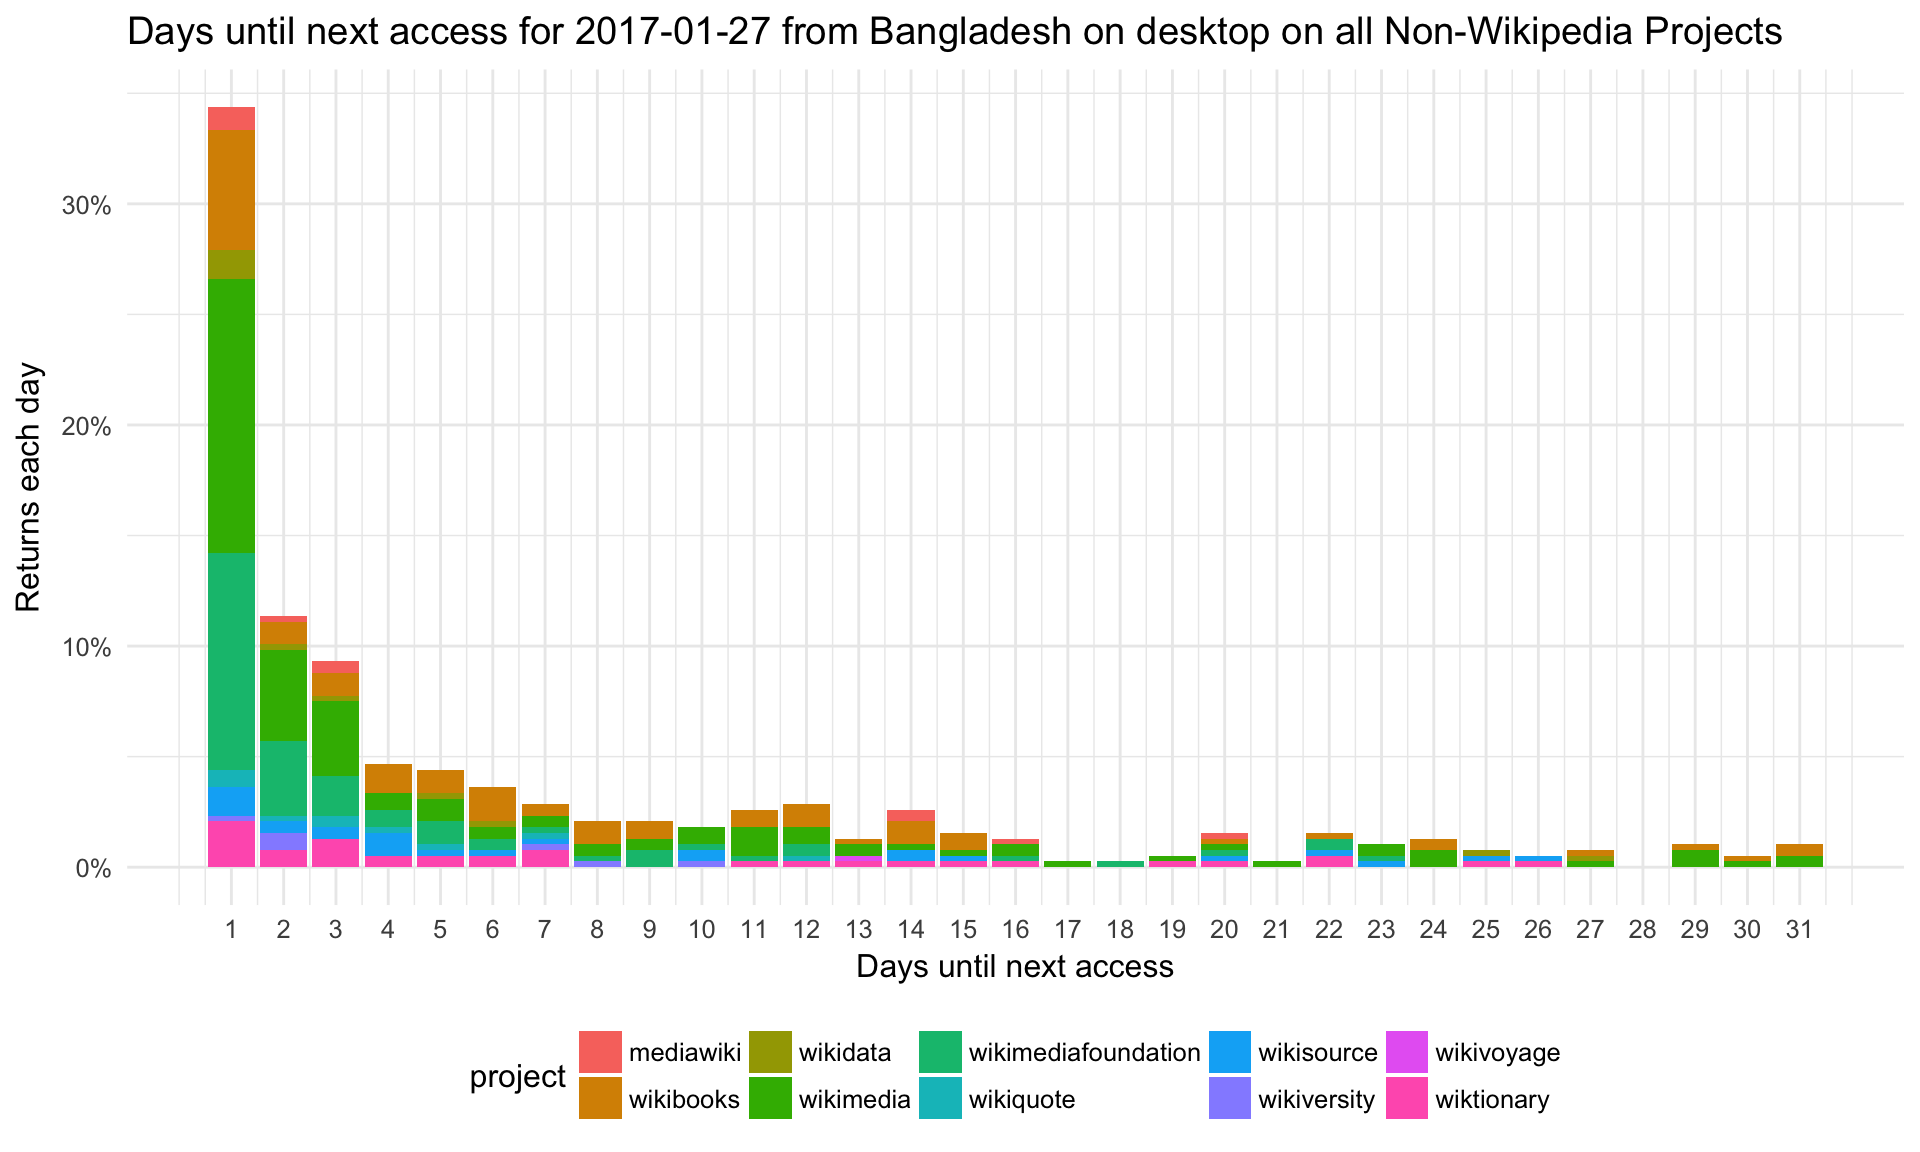 Days until next access for 2017-01-27 from Bangladesh on desktop on all Non-Wikipedia Projects
Returns each day
30%
20%
10%
0%
1 2 3 4 5 6 7 8 9 10 11 12 13 14 15 16 17 18 19 20 21 22 23 24 25 26 27 28 29 30 31
Days until next access
project
mediawiki wikidata wikimediafoundation wikisource wikivoyage
wikibooks wikimedia wikiquote wikiversity wiktionary